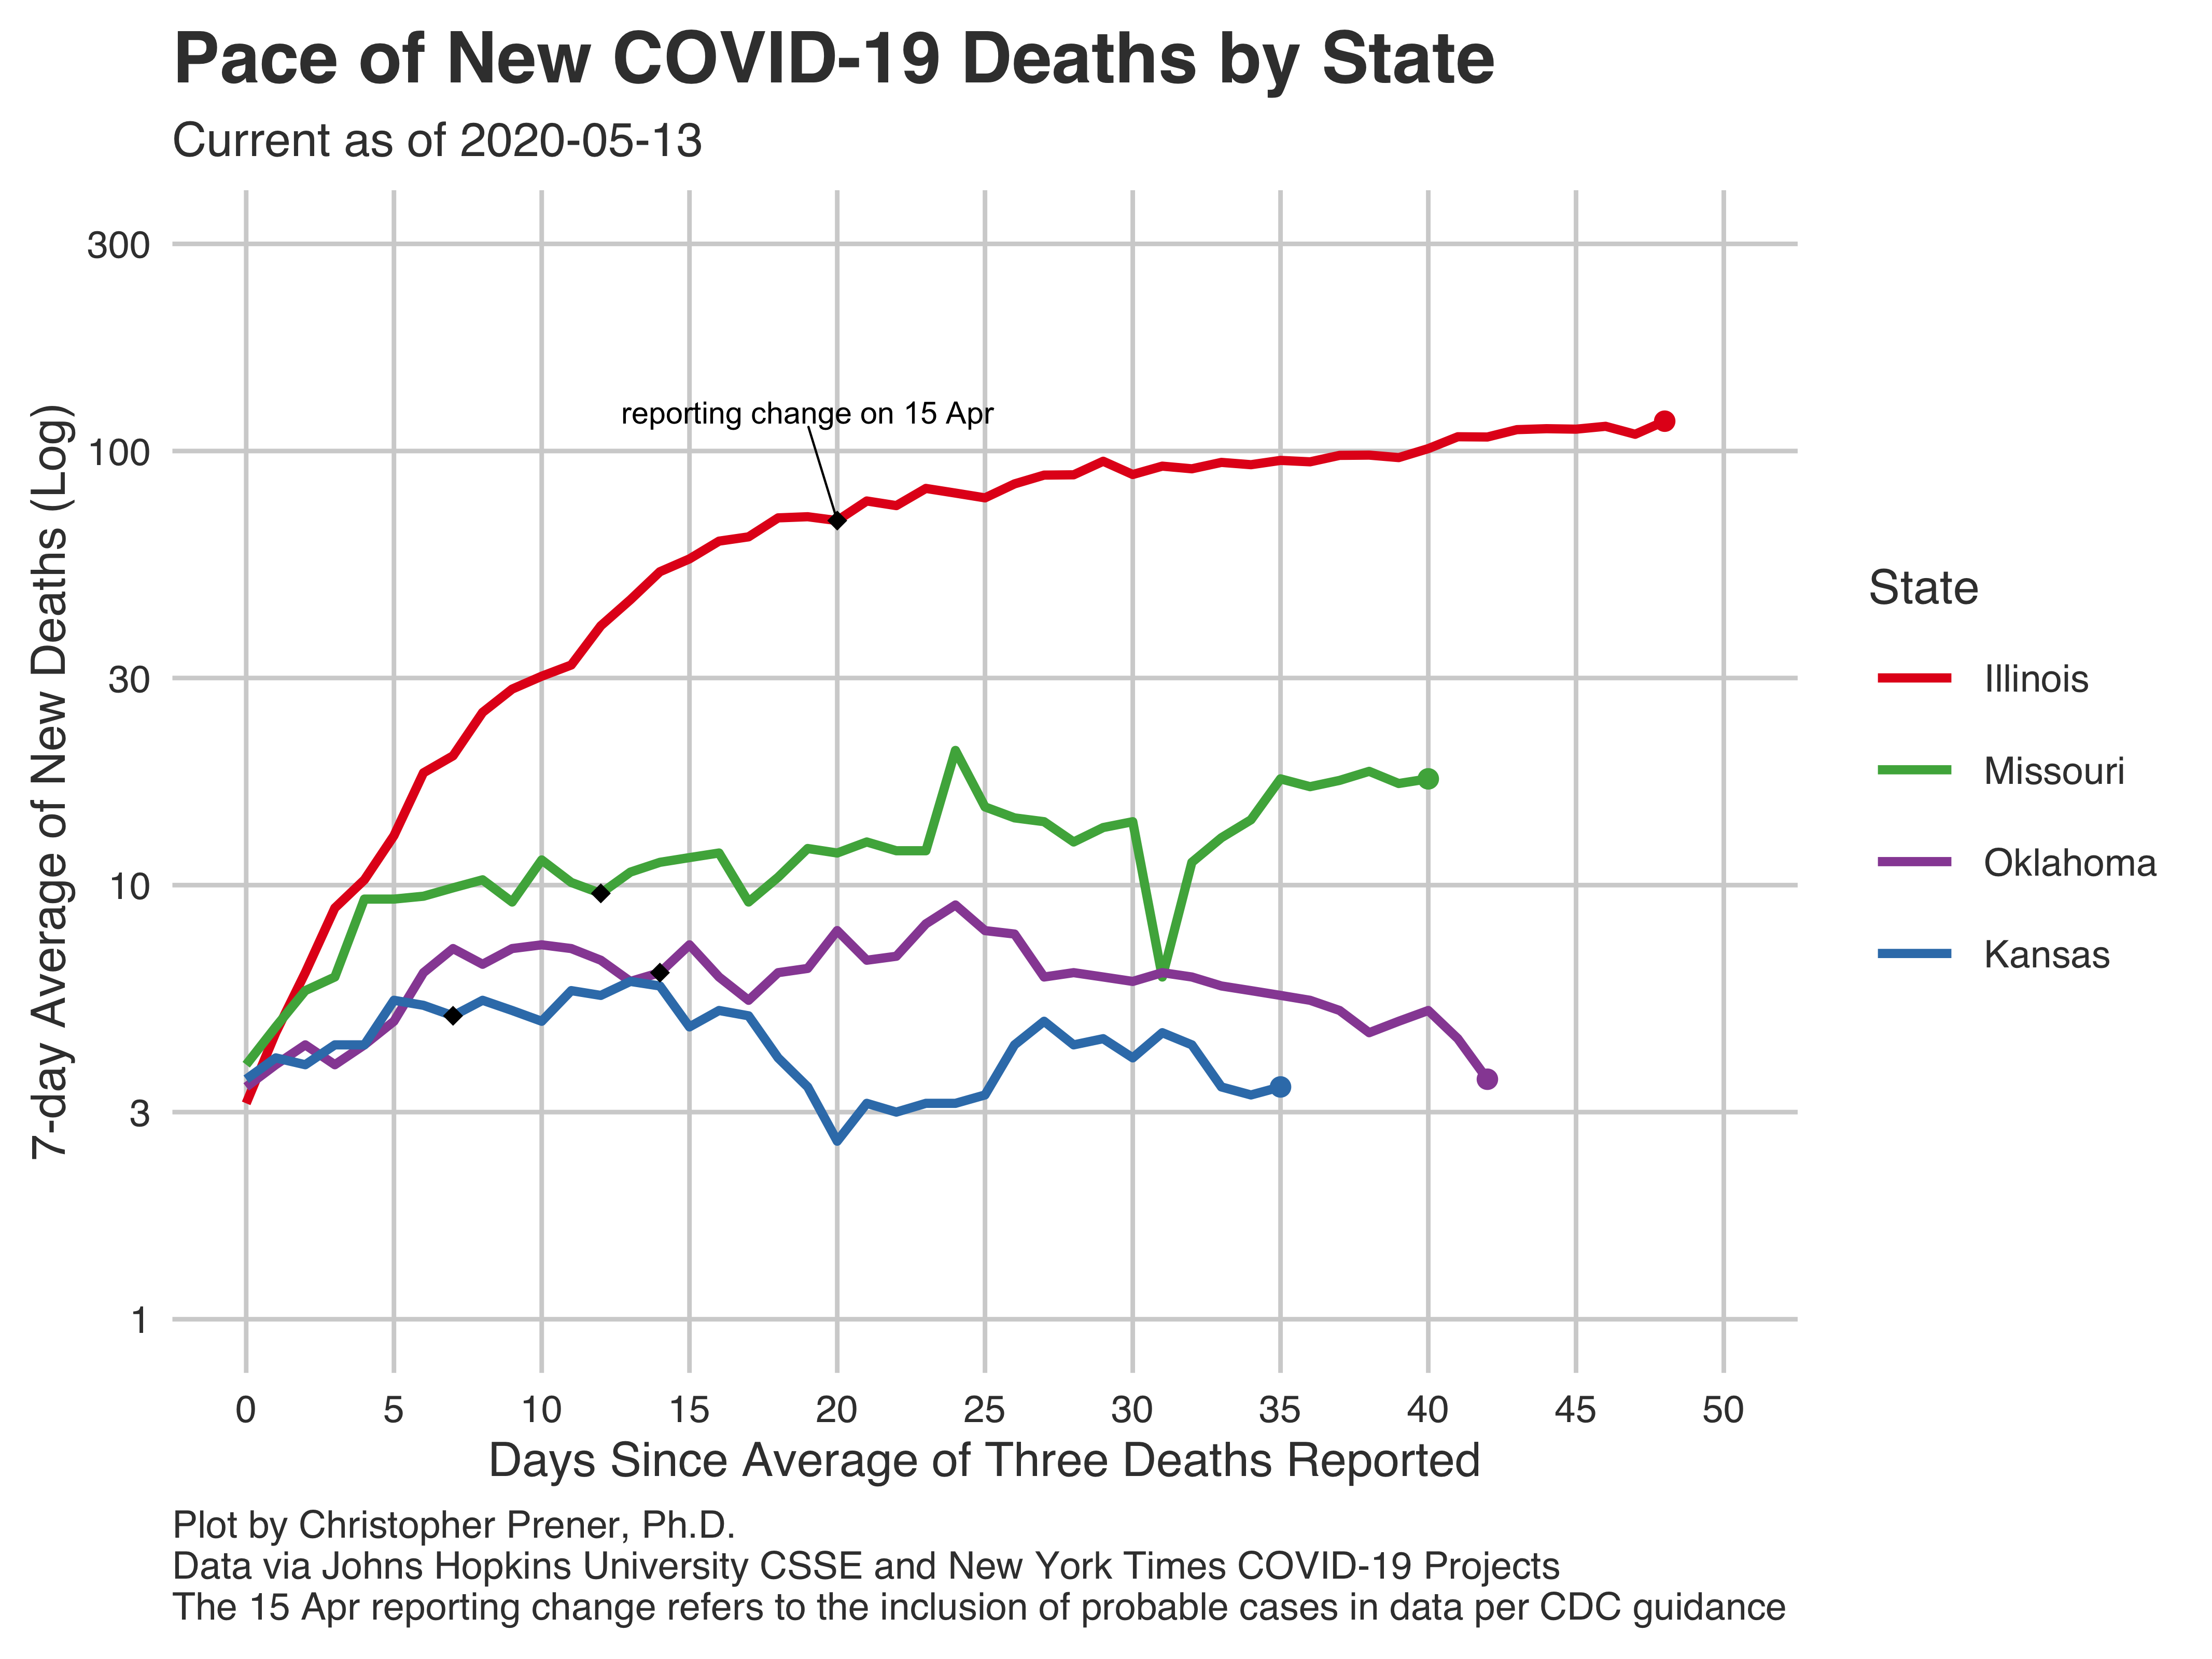 Pace of New COVID-19 Deaths by State
Current as of 2020-05-13
7-day Average of New Deaths (Log)
300
100
30
10
3
1
reporting change on 15 Apr
0 5 10 15 20 25 30 35 40 45 50
Days Since Average of Three Deaths Reported
State
Illinois
Missouri
Oklahoma
Kansas
Plot by Christopher Prener, Ph.D.
Data via Johns Hopkins University CSSE and New York Times COVID-19 Projects
The 15 Apr reporting change refers to the inclusion of probable cases in data per CDC guidance